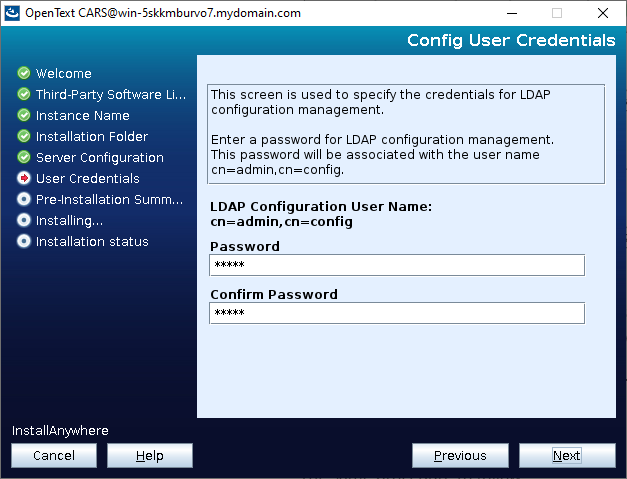 OpenText CARS@win-5skkmburvo7.mydomain.com
Config User Credentials
Welcome
Third-Party Software Li...
Instance Name
Installation Folder
Server Configuration
User Credentials
Pre-Installation Summ...
Installing...
Installation status
This screen is used to specify the credentials for LDAP
configuration management.
Enter a password for LDAP configuration management.
This password will be associated with the user name
cn=admin,cn=config.
LDAP Configuration User Name:
cn=admin,cn=config
Password
*****
Confirm Password
*****
InstallAnywhere
Cancel
Help
Previous
Next